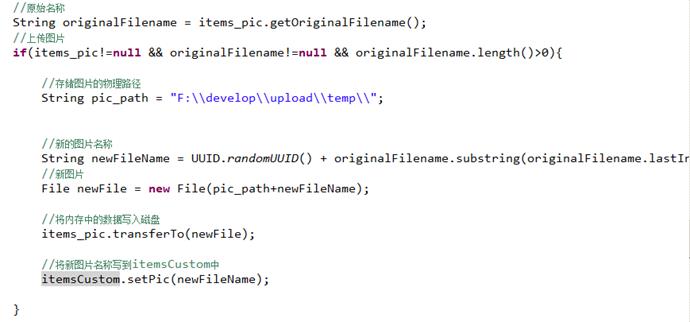 //原始名称
String originalFilename = items_pic.getOriginalFilename();
//上传图片
if(items_pic!=null && originalFilename!=null && originalFilename.length()>0){
//存储图片的物理路径
String pic_path = "F:\\develop\\upload\\temp\\";
//新的图片名称
String newFileName = UUID.randomUUID() + originalFilename.substring(originalFilename.lastIn
//新图片
File newFile = new File(pic_path+newFileName);
//将内存中的数据写入磁盘
items_pic.transferTo(newFile);
//将新图片名称写到itemsCustom中
itemsCustom.setPic(newFileName);
}